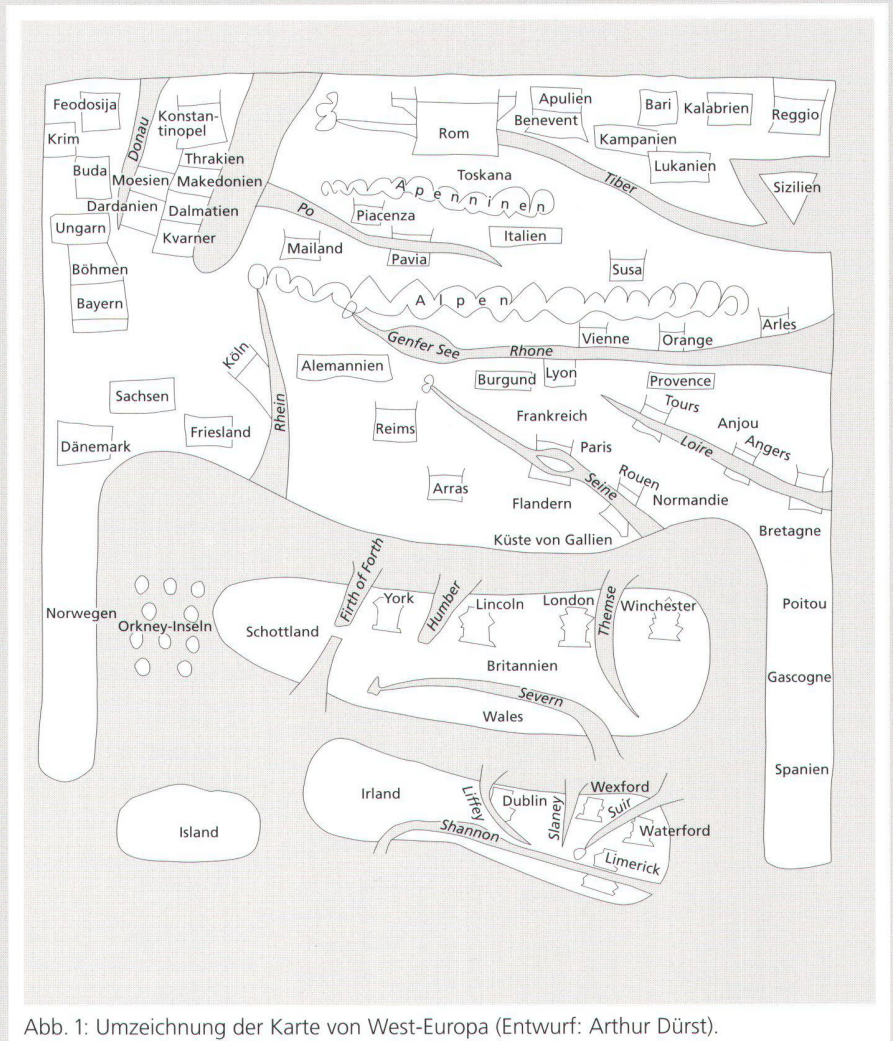 Feodosija
Krim
Donau
Konstan-
tinopel
Thrakien
Buda
Moesien
Makedonien
Dardanien
Dalmatien
Ungarn
Kvarner
Böhmen
Bayern
Rom
Apulien
Benevent
Bari
Kalabrien
Reggio
Kampanien
Lukanien
Tiber
Sizilien
Toskana
Apenninen
Po
Piacenza
Italien
Mailand
Pavia
Susa
Alpen
Genfer See
Rhone
Vienne
Orange
Arles
Köln
Alemannien
Burgund
Lyon
Provence
Sachsen
Rhein
Friesland
Dänemark
Reims
Frankreich
Tours
Anjou
Loire
Angers
Paris
Arras
Seine
Rouen
Flandern
Normandie
Küste von Gallien
Bretagne
Norwegen
Orkney-Inseln
Schottland
Firth of Forth
York
Humber
Lincoln
London
Themse
Winchester
Poitou
Britannien
Gascogne
Severn
Wales
Spanien
Irland
Liffey
Dublin
Slaney
Wexford
Suir
Island
Shannon
Waterford
Limerick
Abb. 1: Umzeichnung der Karte von West-Europa (Entwurf: Arthur Dürst).